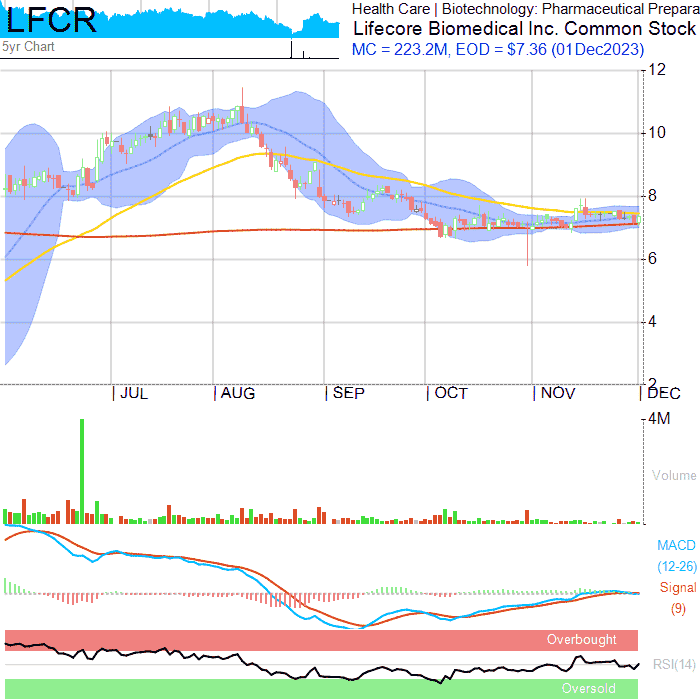 LFCR
Health Care | Biotechnology: Pharmaceutical Prepara
Lifecore Biomedical Inc. Common Stock
MC = 223.2M, EOD = $7.36 (01Dec2023)
5yr Chart
12
10
8
6
4
2
JUL
AUG
SEP
OCT
NOV
DEC
4M
Volume
MACD
(12-26)
Signal
(9)
Overbought
RSI(14)
Oversold